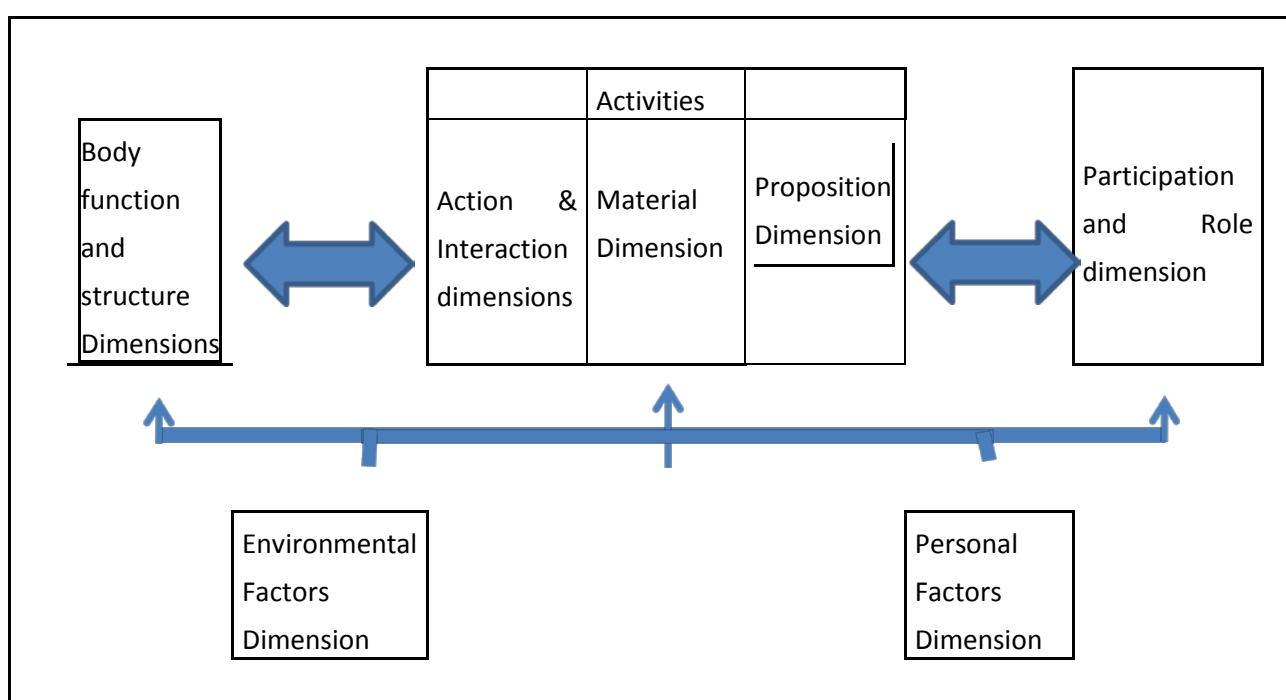 Activities
Body
function
and
structure
Dimensions
Action & 
Interaction
dimensions
Material
Dimension
Proposition
Dimension
Participation
and Role
dimension
Environmental
Factors
Dimension
Personal
Factors
Dimension